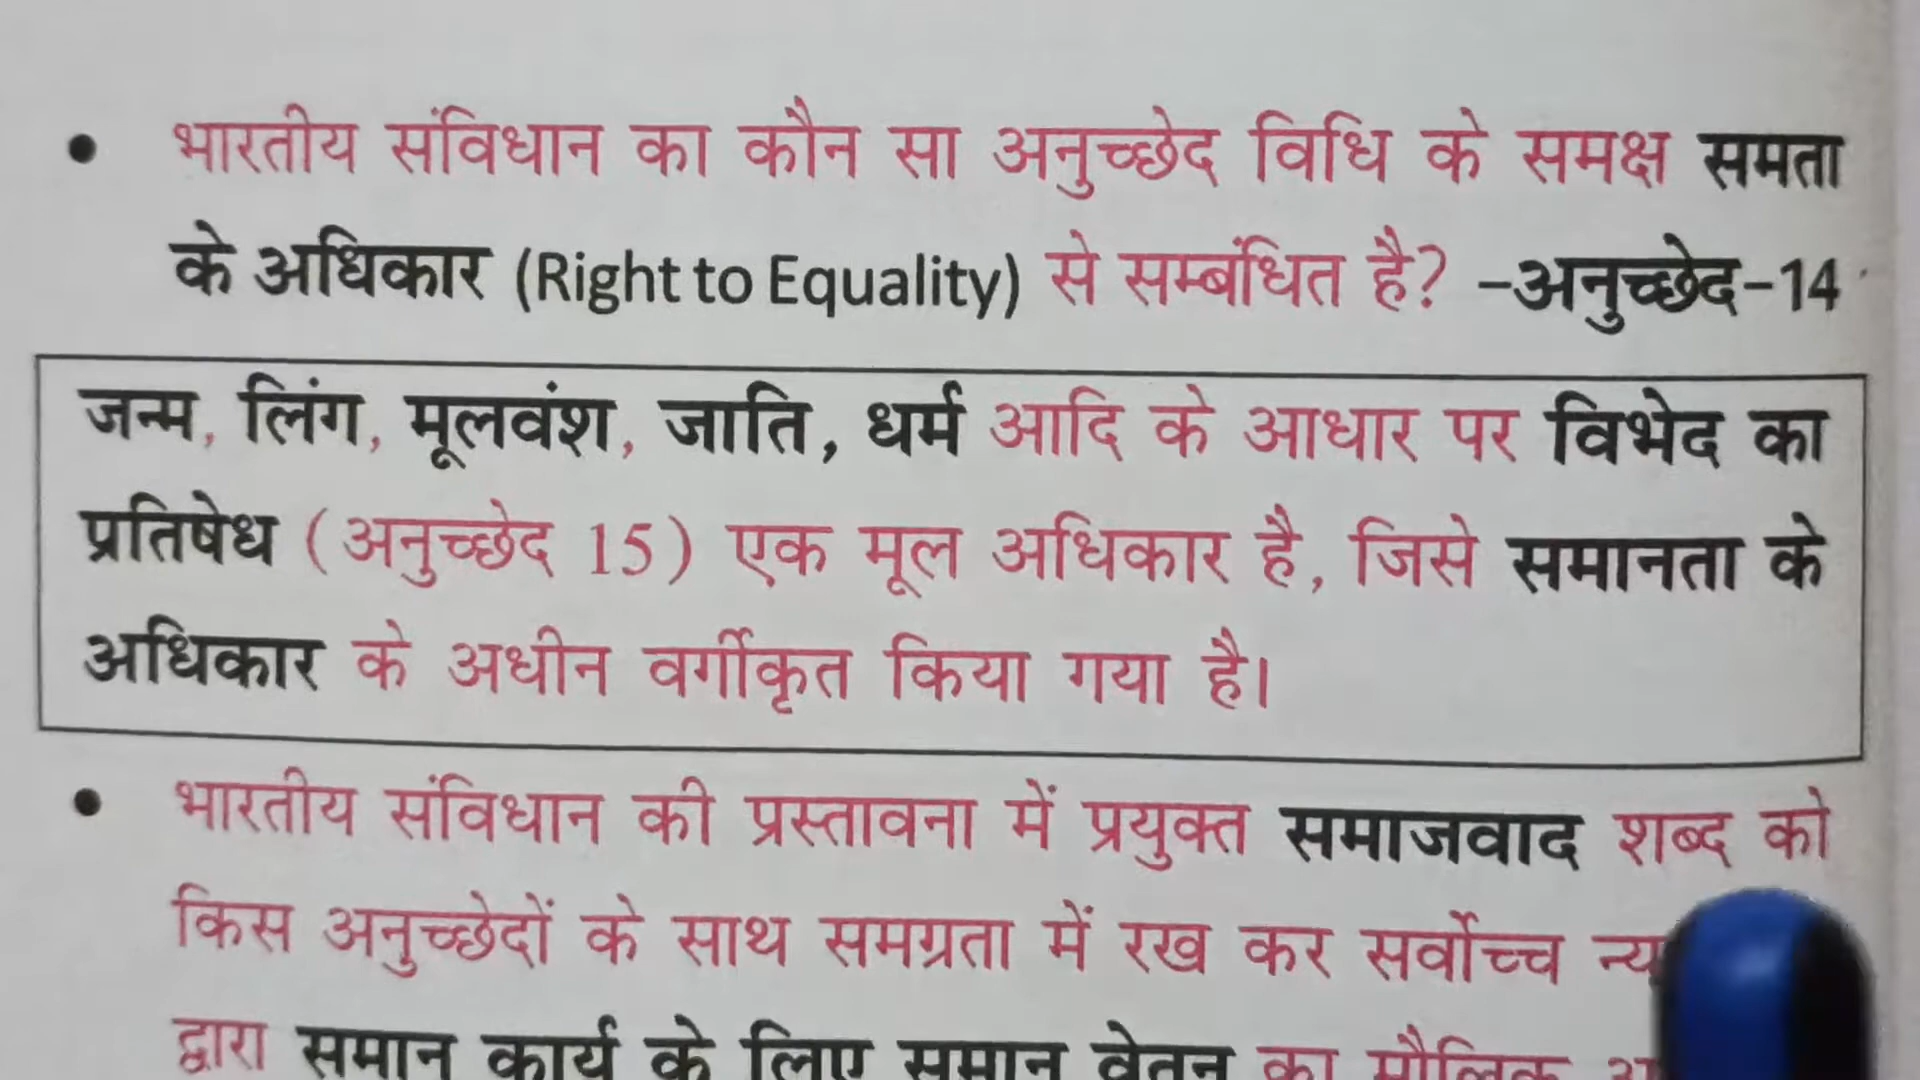 • भारतीय संविधान का कौन सा अनुच्छेद विधि के समक्ष समता
के अधिकार (Right to Equality) से सम्बंधित है? –अनुच्छेद–14
जन्म, लिंग, मूलवंश, जाति, धर्म आदि के आधार पर विभेद का
प्रतिषेध (अनुच्छेद 15) एक मूल अधिकार है, जिसे समानता के
अधिकार के अधीन वर्गीकृत किया गया है।
• भारतीय संविधान की प्रस्तावना में प्रयुक्त समाजवाद शब्द को
किस अनुच्छेदों के साथ समग्रता में रख कर सर्वोच्च
द्वारा समान कार्य के लिए समान वेतन का मौलिक